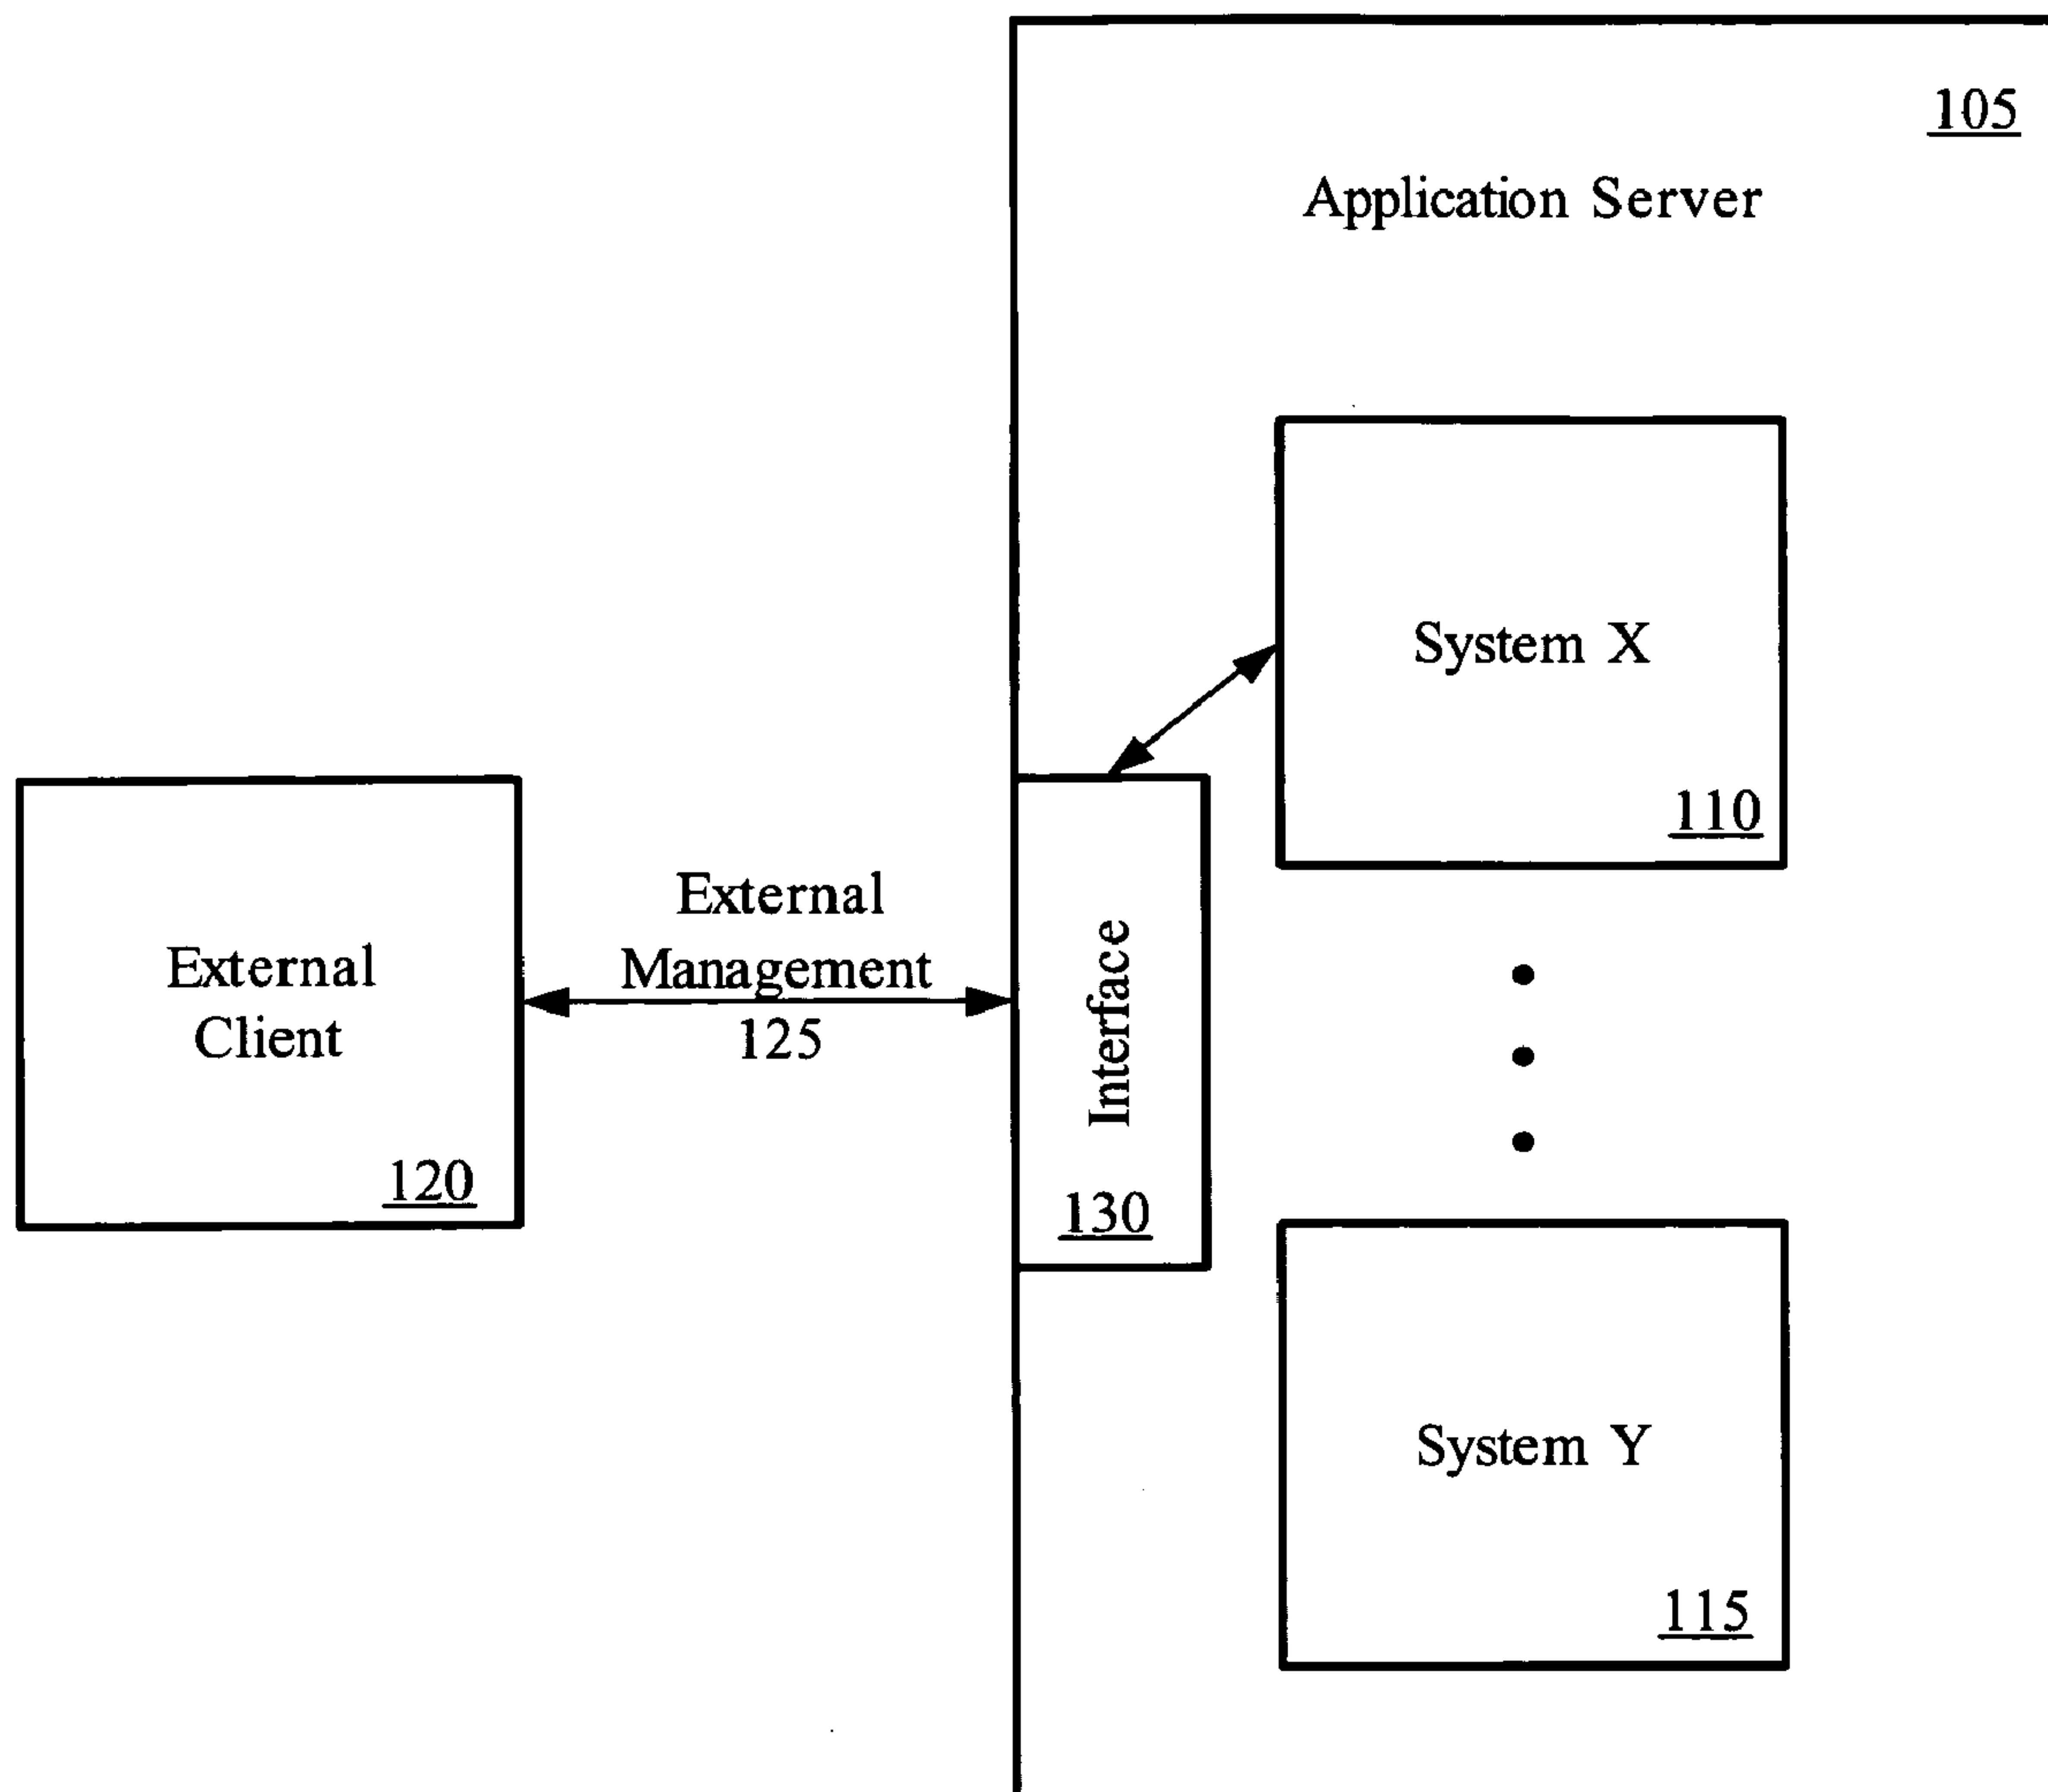 105
Application Server
System X
110
External
Management
125
External
Client
120
Interface
130
System Y
115